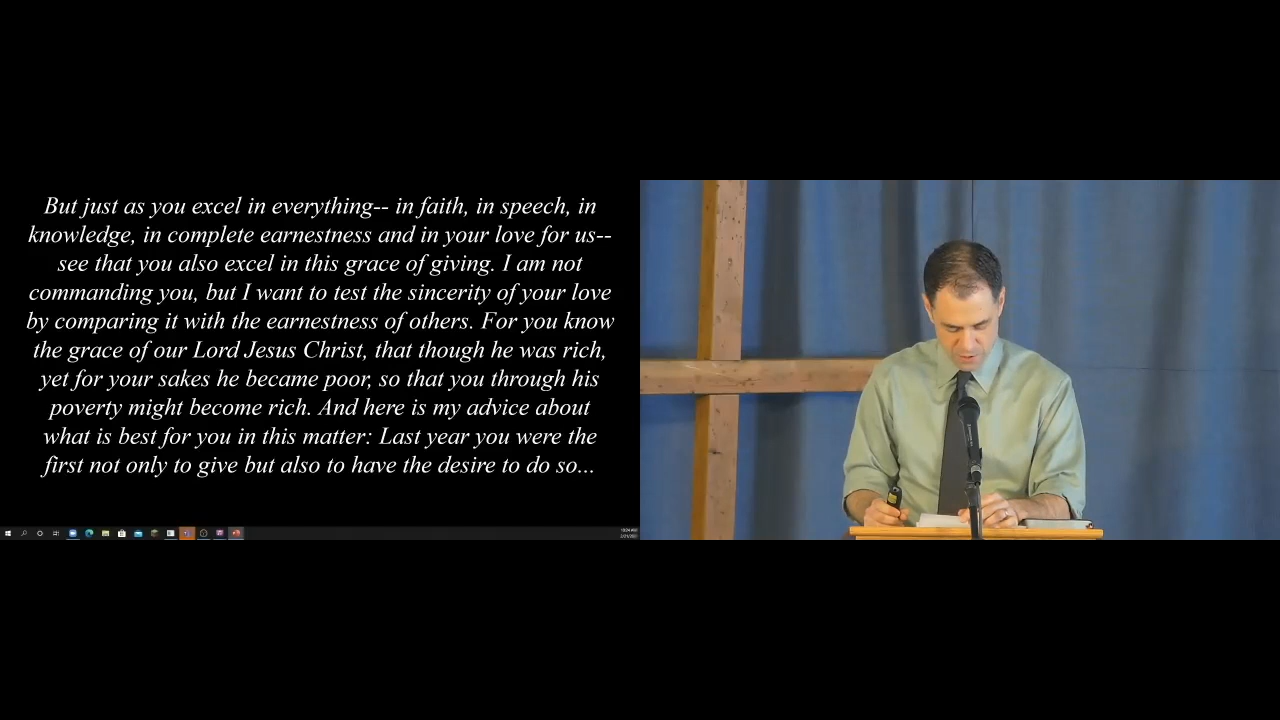 But just as you excel in everything-- in faith, in speech, in
knowledge, in complete earnestness and in your love for us--
see that you also excel in this grace of giving. I am not
commanding you, but I want to test the sincerity of your love
by comparing it with the earnestness of others. For you know
the grace of our Lord Jesus Christ, that though he was rich,
yet for your sakes he became poor, so that you through his
poverty might become rich. And here is my advice about
what is best for you in this matter: Last year you were the
first not only to give but also to have the desire to do so...